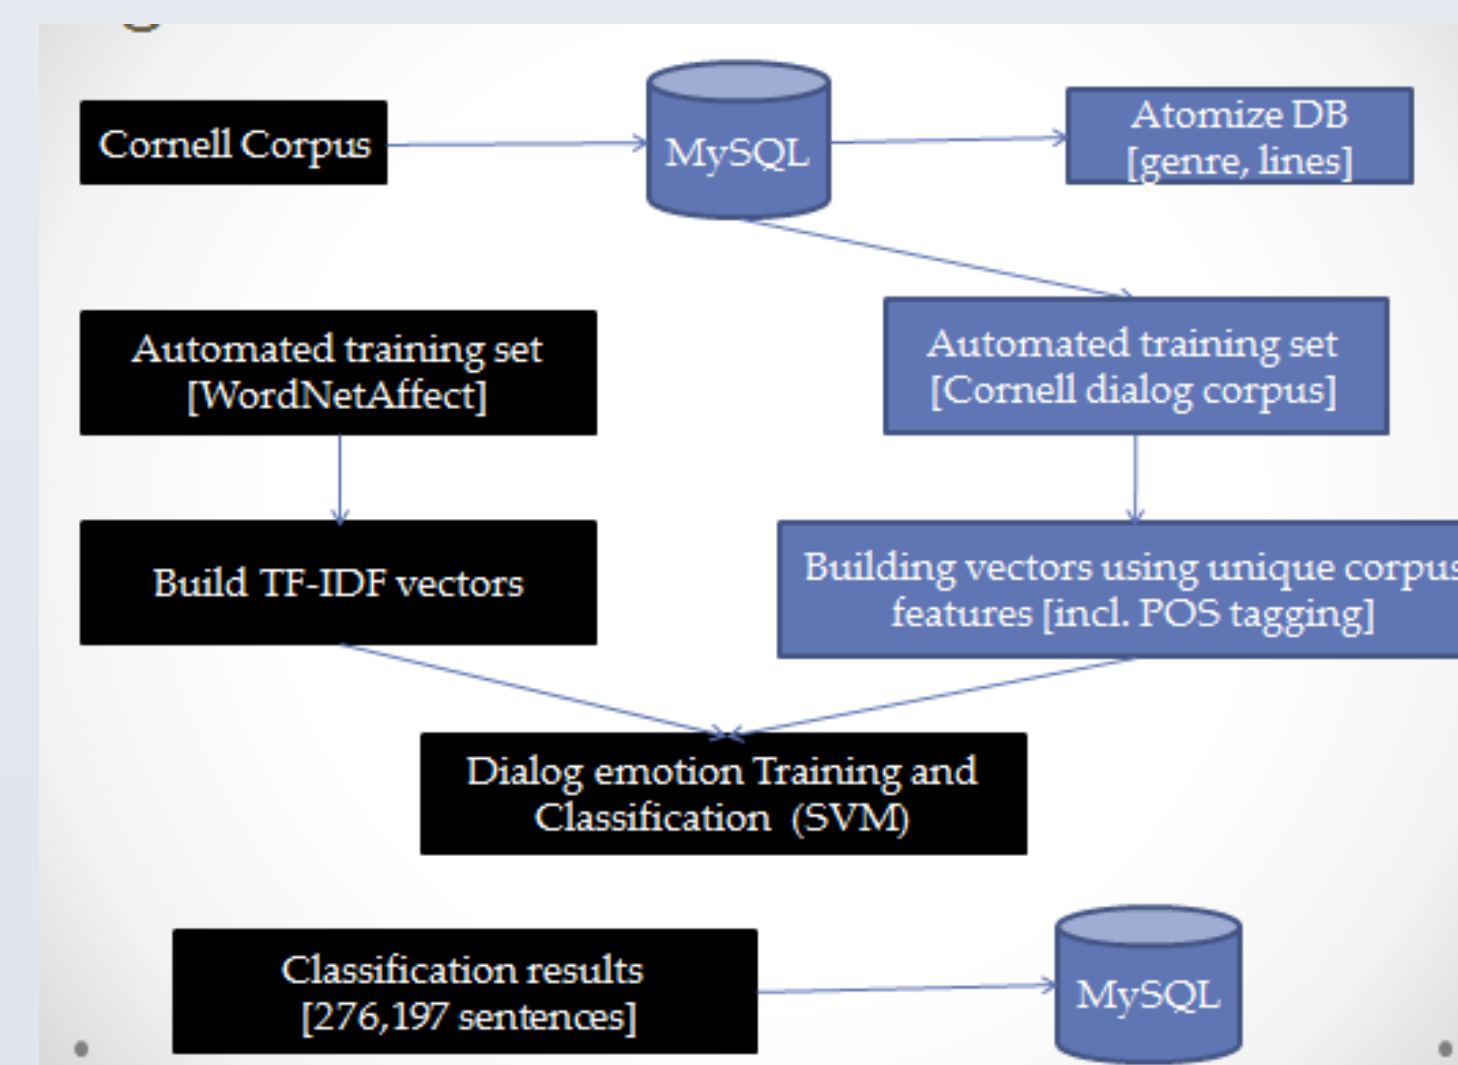 Cornell Corpus
MySQL
Atomize DB
[genre, lines]
Automated training set
[WordNetAffect]
Automated training set
[Cornell dialog corpus]
Build TF-IDF vectors
Building vectors using unique corpus
features [incl. POS tagging]
Dialog emotion Training and
Classification (SVM)
Classification results
[276,197 sentences]
MySQL